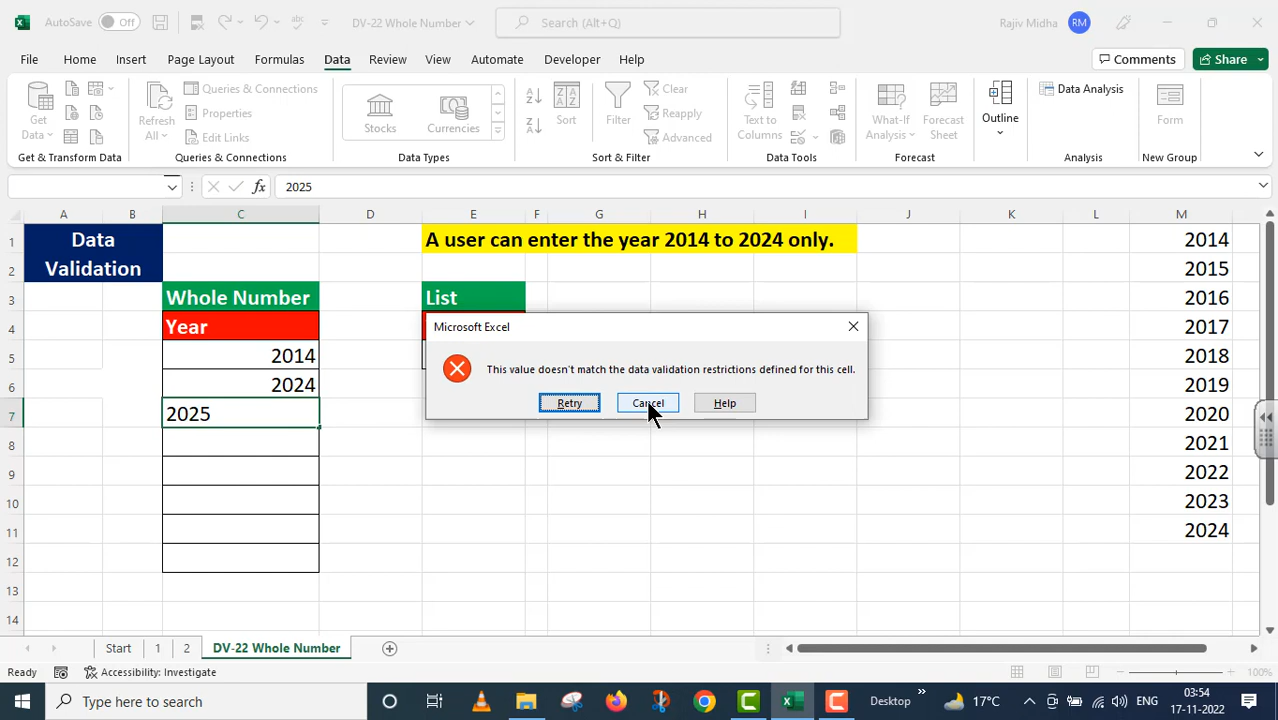 AutoSave Off DV-22 Whole Number Search (Alt+Q) Rajiv Midha RM
File Home Insert Page Layout Formulas Data Review View Automate Developer Help Comments Share
Get Data Refresh All Queries & Connections Properties Edit Links Stocks Currencies Sort Filter Clear Reapply Advanced Text to Columns What-If Analysis Forecast Sheet Outline Data Analysis Form
Get & Transform Data Queries & Connections Data Types Sort & Filter Data Tools Forecast Analysis New Group
fx 2025
A B C D E F G H I J K L M
1 Data Validation A user can enter the year 2014 to 2024 only. 2014
2 2015
3 Whole Number List 2016
4 Year 2017
5 2014 2018
6 2024 2019
7 2025 2020
8 2021
9 2022
10 2023
11 2024
12
13
14
Microsoft Excel
This value doesn't match the data validation restrictions defined for this cell.
Retry Cancel Help
Start 1 2 DV-22 Whole Number
Ready Accessibility: Investigate 100%
Type here to search Desktop 17°C ENG 03:54
17-11-2022